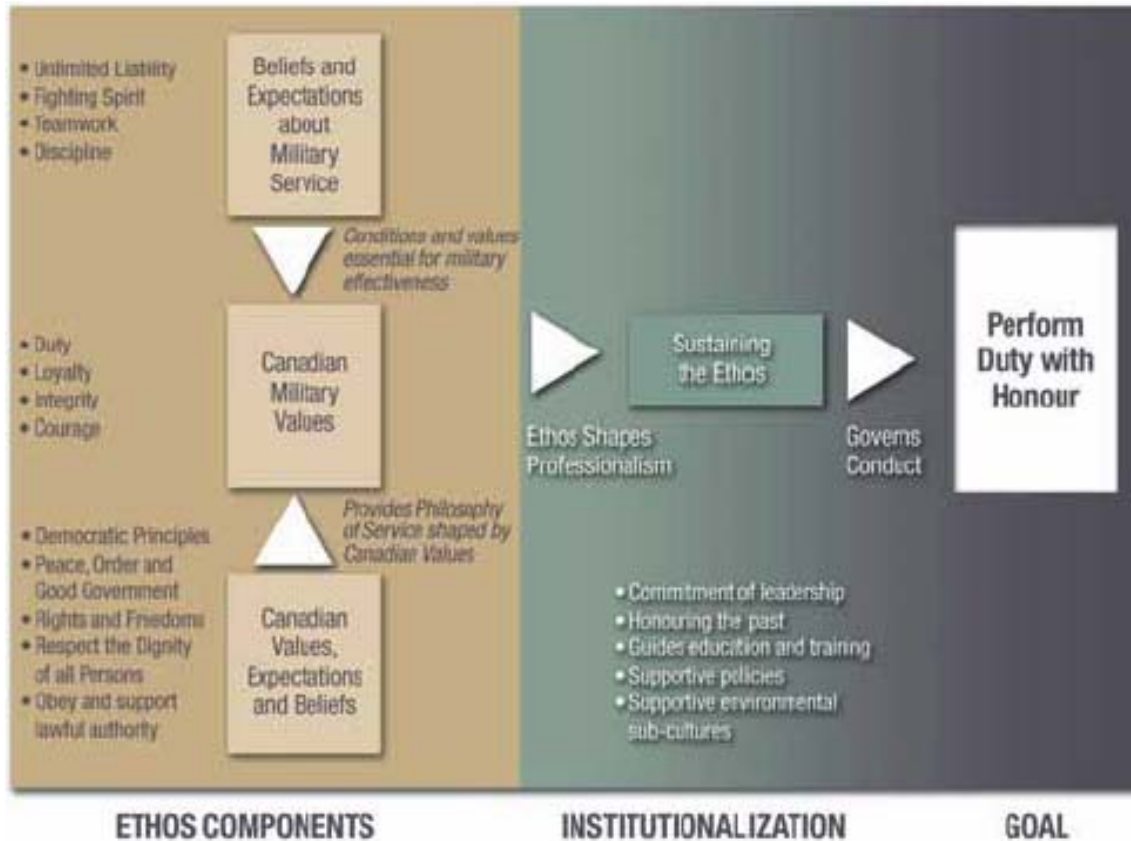 • Unlimited Liability
• Fighting Spirit
• Teamwork
• Discipline
Beliefs and
Expectations
about
Military
Service
Conditions and values
essential for military
effectiveness
• Duty
• Loyalty
• Integrity
• Courage
Canadian
Military
Values
Provides Philosophy
of Service shaped by
Canadian Values
• Democratic Principles
• Peace, Order and
Good Government
• Rights and Freedoms
• Respect the Dignity
of all Persons
• Obey and support
lawful authority
Canadian
Values,
Expectations
and Beliefs
Ethos Shapes
Professionalism
Sustaining
the Ethos
Governs
Conduct
• Commitment of leadership
• Honouring the past
• Guides education and training
• Supportive policies
• Supportive environmental
sub-cultures
Perform
Duty with
Honour
ETHOS COMPONENTS
INSTITUTIONALIZATION
GOAL